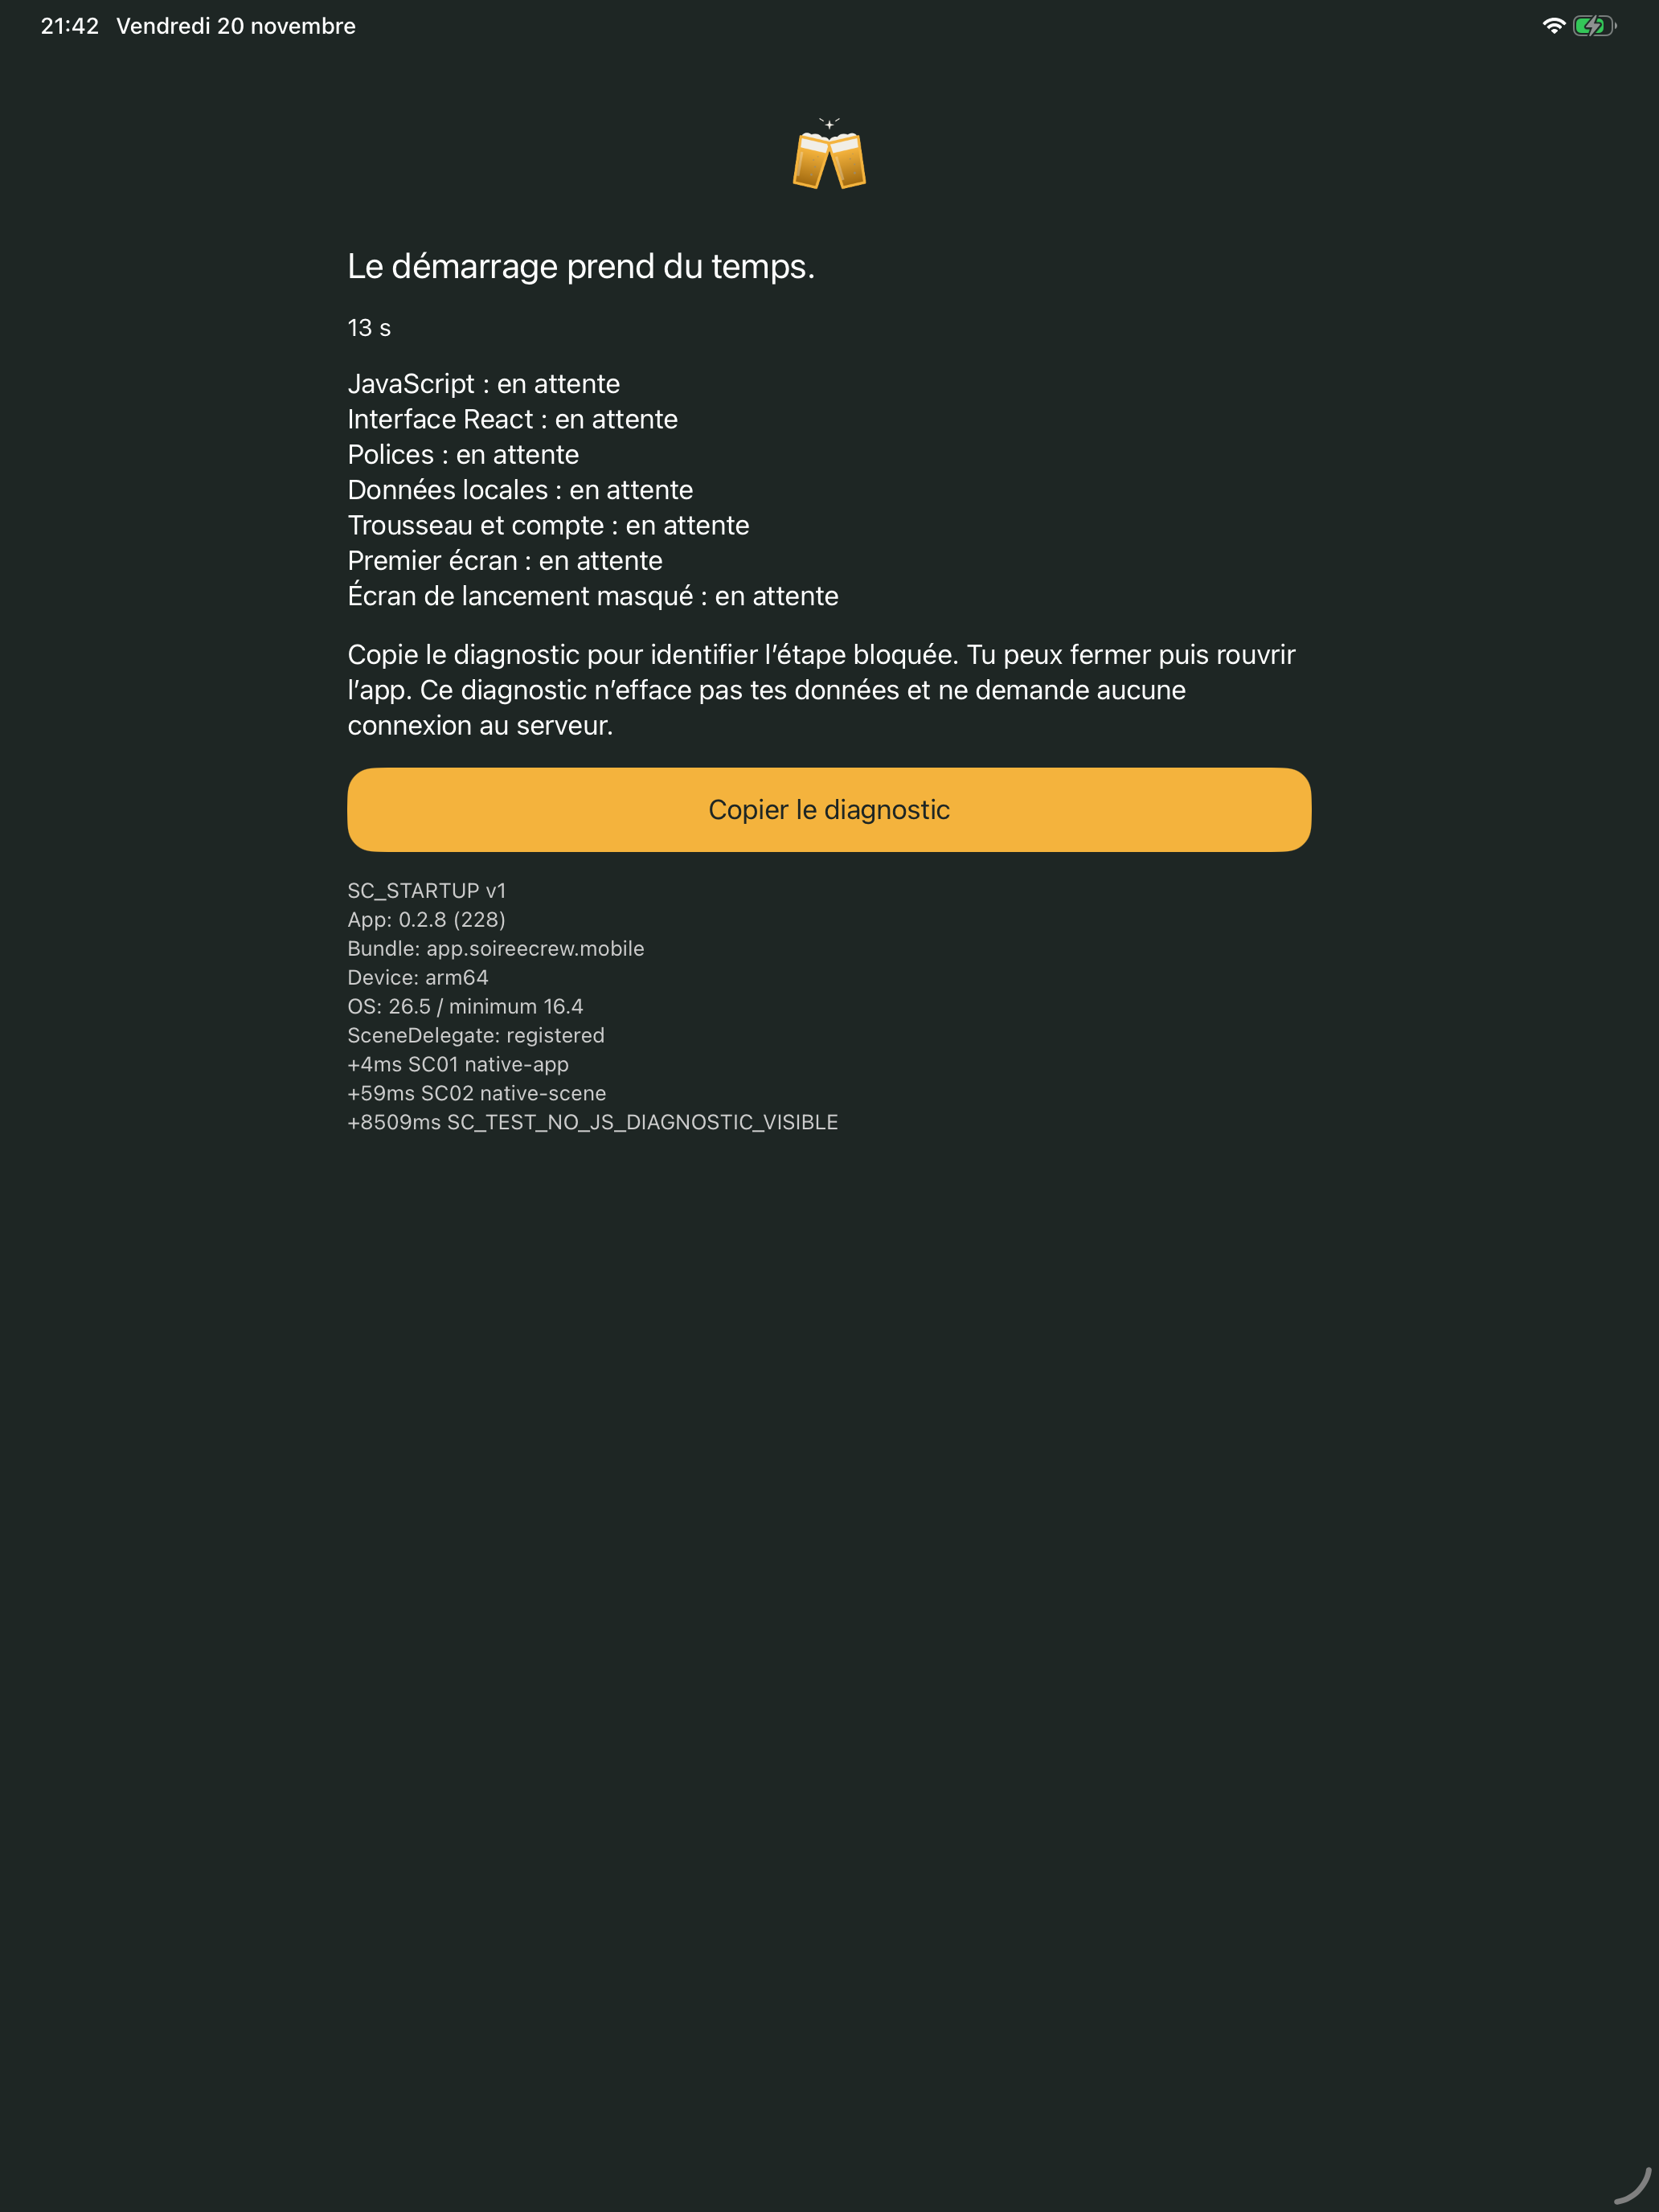 21:42 Vendredi 20 novembre
Le démarrage prend du temps.
13 s
JavaScript : en attente
Interface React : en attente
Polices : en attente
Données locales : en attente
Trousseau et compte : en attente
Premier écran : en attente
Écran de lancement masqué : en attente
Copie le diagnostic pour identifier l’étape bloquée. Tu peux fermer puis rouvrir
l’app. Ce diagnostic n’efface pas tes données et ne demande aucune
connexion au serveur.
Copier le diagnostic
SC_STARTUP v1
App: 0.2.8 (228)
Bundle: app.soireecrew.mobile
Device: arm64
OS: 26.5 / minimum 16.4
SceneDelegate: registered
+4ms SC01 native-app
+59ms SC02 native-scene
+8509ms SC_TEST_NO_JS_DIAGNOSTIC_VISIBLE